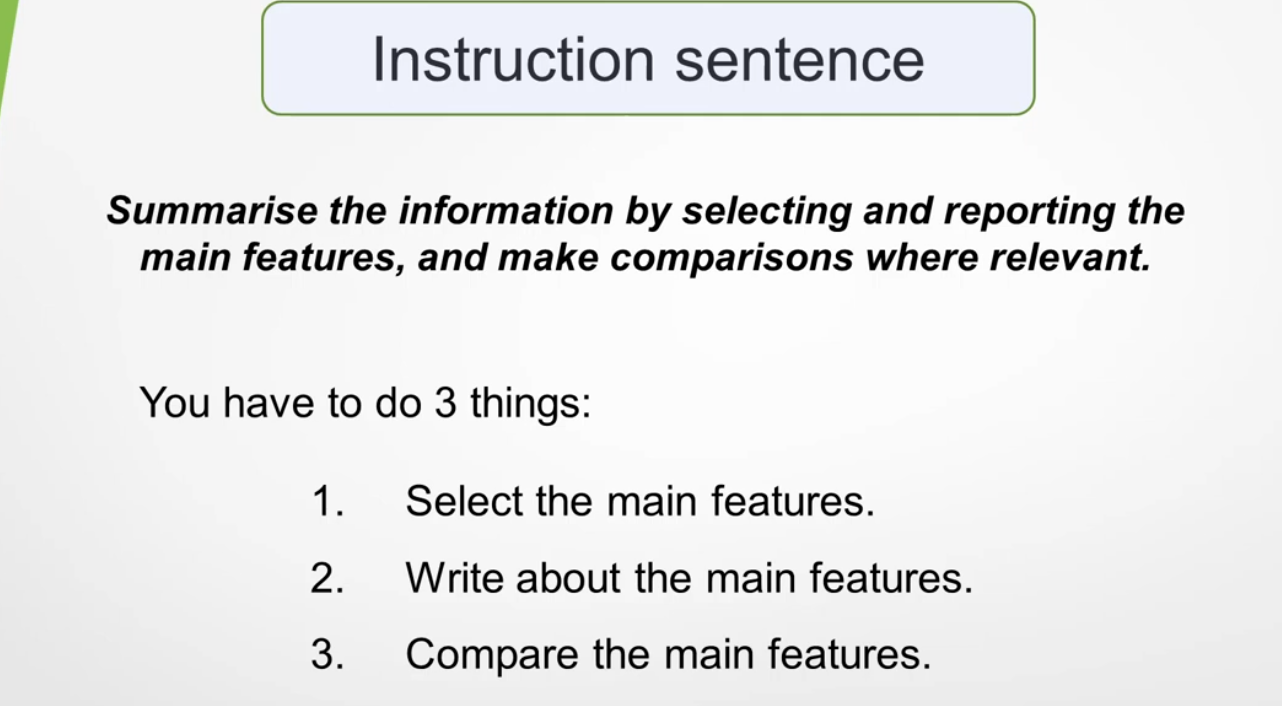 Instruction sentence
Summarise the information by selecting and reporting the
main features, and make comparisons where relevant.
You have to do 3 things:
1. Select the main features.
2. Write about the main features.
3. Compare the main features.